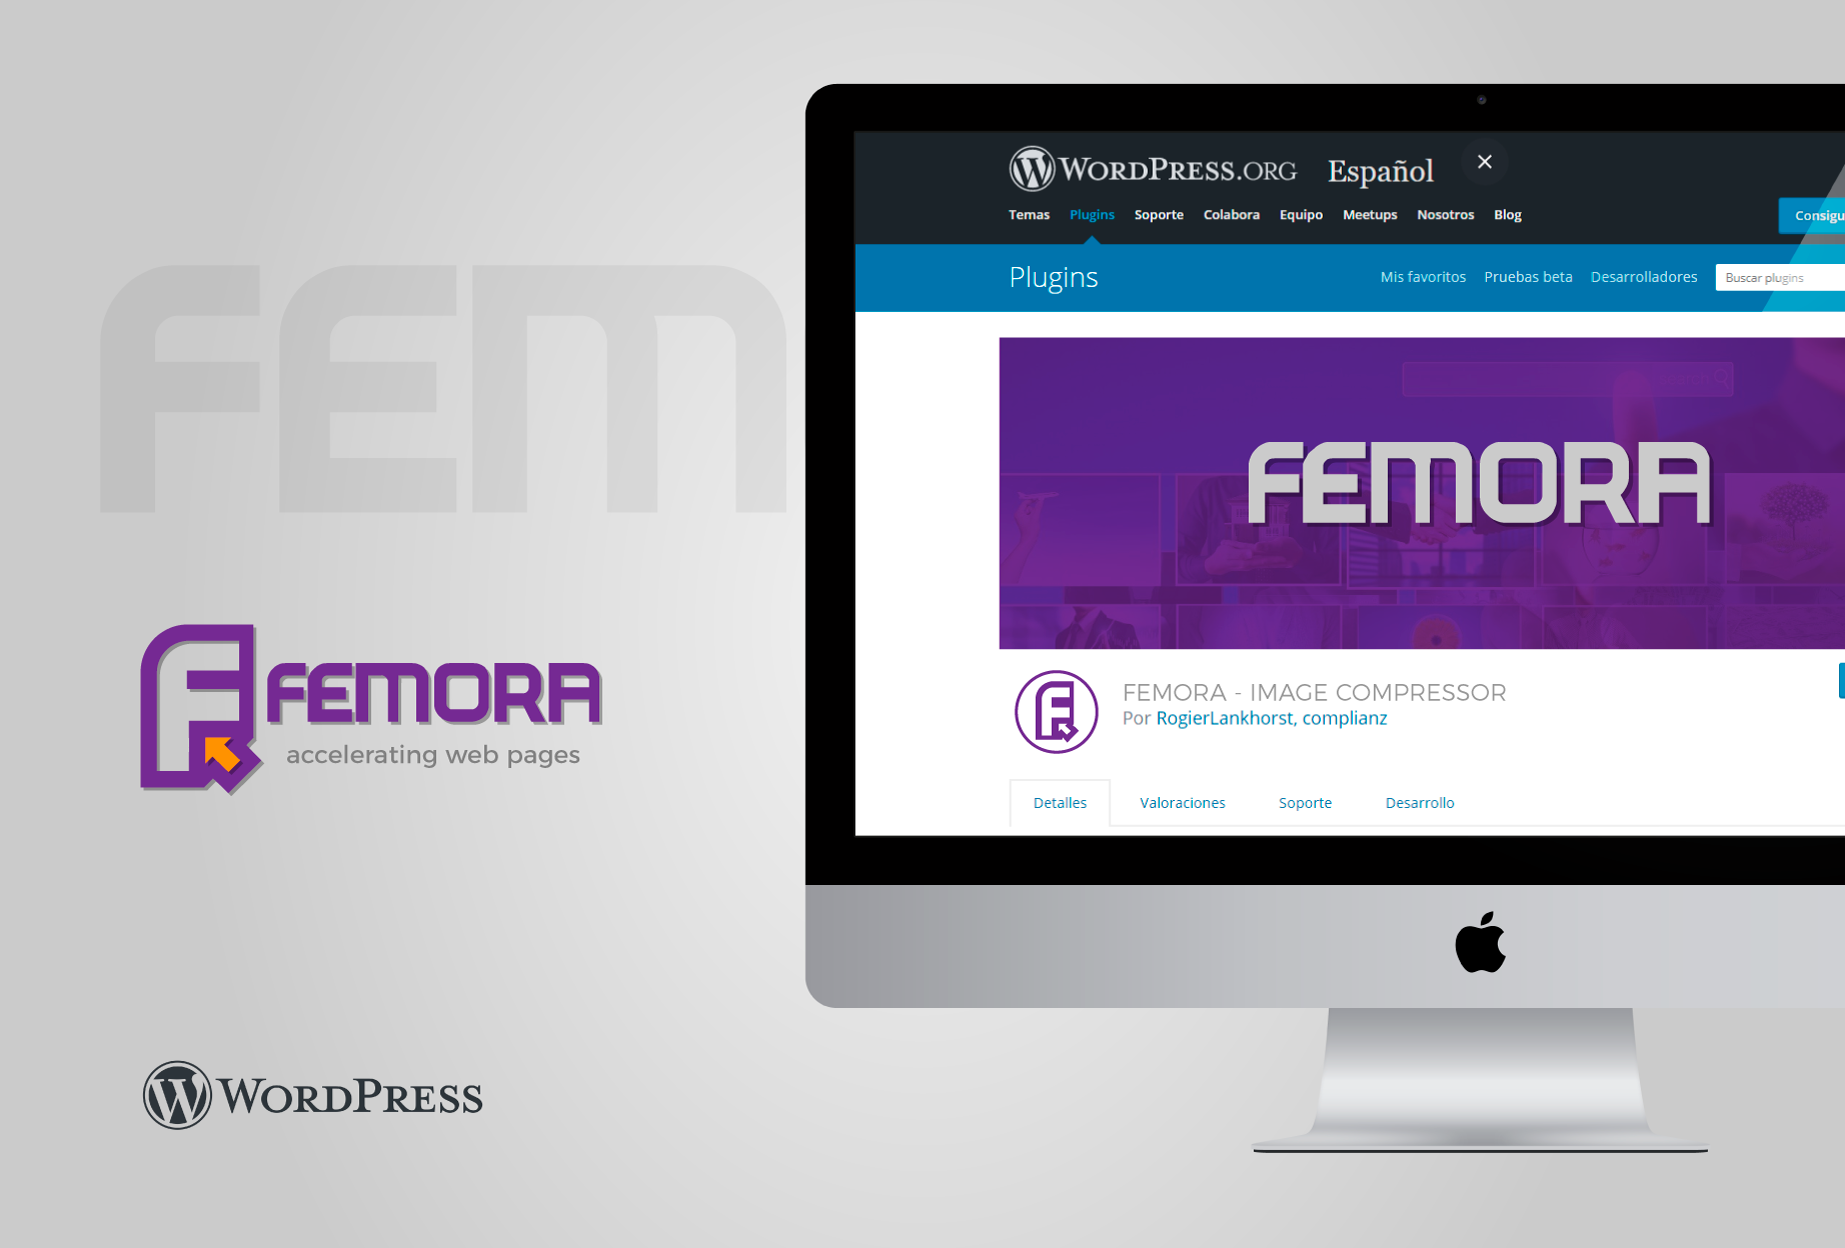 FEM
FEMORA
accelerating web pages
WORDPRESS
WORDPRESS.ORG Español
Temas Plugins Soporte Colabora Equipo Meetups Nosotros Blog
Consigu
Plugins Mis favoritos Pruebas beta Desarrolladores Buscar plugins
FEMORA
FEMORA - IMAGE COMPRESSOR
Por RogierLankhorst, complianz
Detalles Valoraciones Soporte Desarrollo